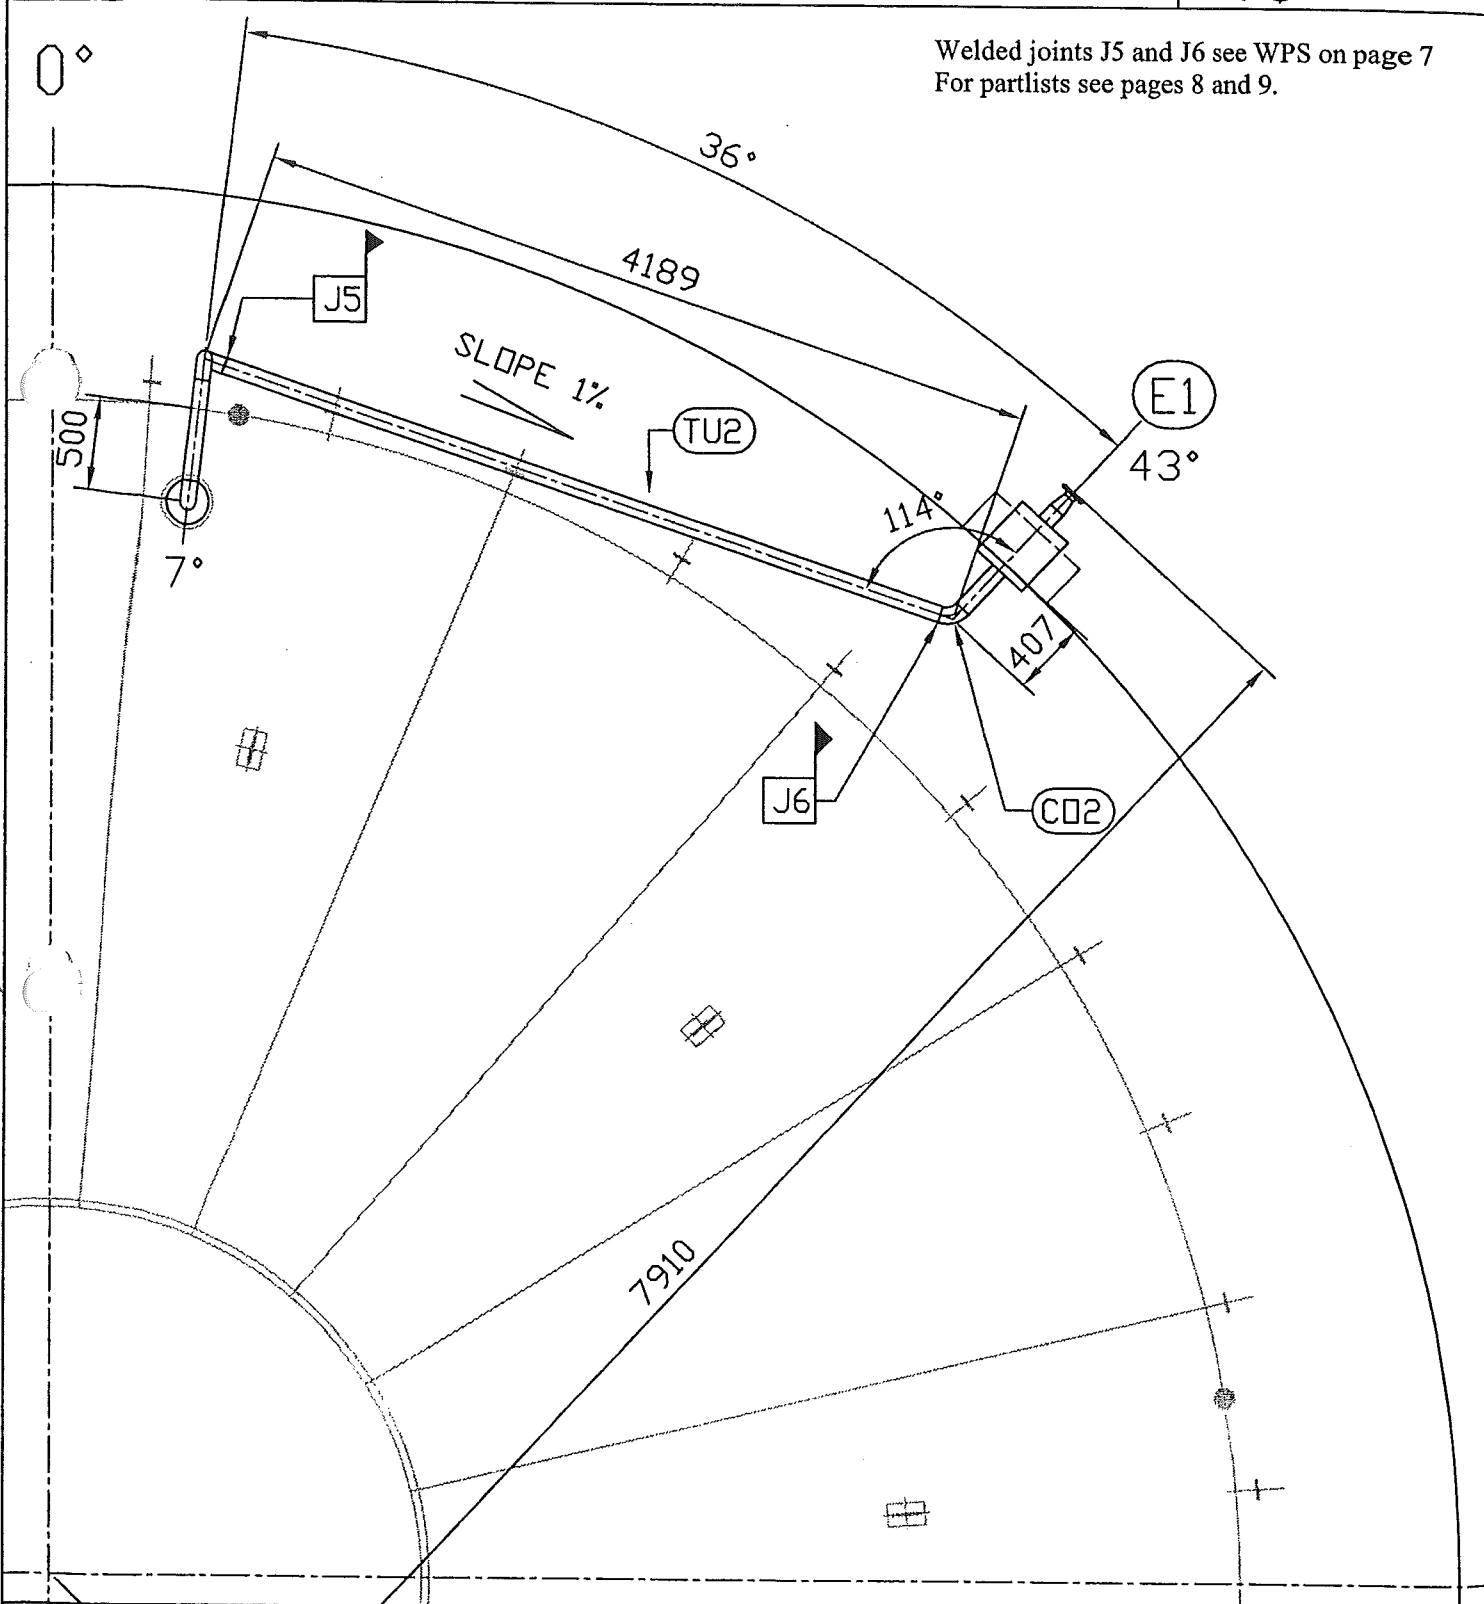 0°
Welded joints J5 and J6 see WPS on page 7
For partlists see pages 8 and 9.
36°
4189
J5
SLOPE 1%
E1
TU2
43°
500
114°
7°
407
J6
CO2
7910